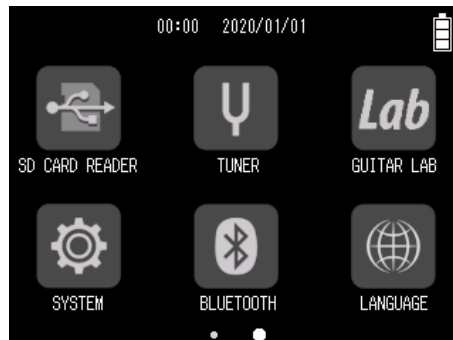 00:00 2020/01/01
Lab
SD CARD READER TUNER GUITAR LAB
SYSTEM BLUETOOTH LANGUAGE